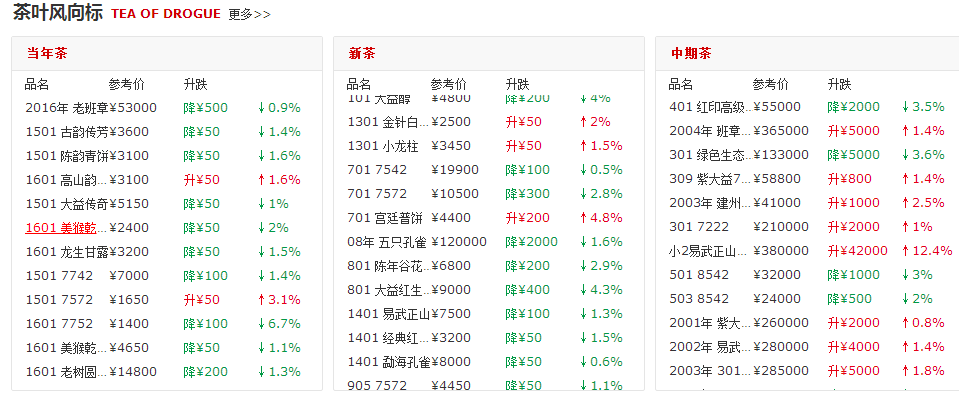 茶叶风向标 TEA OF DROGUE 更多>>
当年茶
品名 参考价 升跌
2016年 老班章 ¥53000 降¥500 ↓0.9%
1501 古韵传芳 ¥3600 降¥50 ↓1.4%
1501 陈韵青饼 ¥3100 降¥50 ↓1.6%
1601 高山韵... ¥3100 升¥50 ↑1.6%
1501 大益传奇 ¥5150 降¥50 ↓1%
1601 美猴乾... ¥2400 降¥50 ↓2%
1601 龙生甘露 ¥3200 降¥50 ↓1.5%
1501 7742 ¥7000 降¥100 ↓1.4%
1501 7572 ¥1650 升¥50 ↑3.1%
1601 7752 ¥1400 降¥100 ↓6.7%
1601 美猴乾... ¥4650 降¥50 ↓1.1%
1601 老树圆... ¥14800 降¥200 ↓1.3%
新茶
品名 参考价 升跌
101 大益醇 ¥4800 降¥200 ↓4%
1301 金针白... ¥2500 升¥50 ↑2%
1301 小龙柱 ¥3450 升¥50 ↑1.5%
701 7542 ¥19900 降¥100 ↓0.5%
701 7572 ¥10500 降¥300 ↓2.8%
701 宫廷普饼 ¥4400 升¥200 ↑4.8%
08年 五只孔雀 ¥120000 降¥2000 ↓1.6%
801 陈年谷花... ¥6800 降¥200 ↓2.9%
801 大益红生... ¥9000 降¥400 ↓4.3%
1401 易武正山 ¥7500 降¥100 ↓1.3%
1401 经典红... ¥3200 降¥50 ↓1.5%
1401 勐海孔雀 ¥8000 降¥50 ↓0.6%
905 7572 ¥4450 降¥50 ↓1.1%
中期茶
品名 参考价 升跌
401 红印高级... ¥55000 降¥2000 ↓3.5%
2004年 班章... ¥365000 升¥5000 ↑1.4%
301 绿色生态... ¥133000 降¥5000 ↓3.6%
309 紫大益7... ¥58800 升¥800 ↑1.4%
2003年 建州... ¥41000 升¥1000 ↑2.5%
301 7222 ¥210000 升¥2000 ↑1%
小2易武正山... ¥380000 升¥42000 ↑12.4%
501 8542 ¥32000 降¥1000 ↓3%
503 8542 ¥24000 降¥500 ↓2%
2001年 紫大... ¥260000 升¥2000 ↑0.8%
2002年 易武... ¥280000 升¥4000 ↑1.4%
2003年 301... ¥285000 升¥5000 ↑1.8%